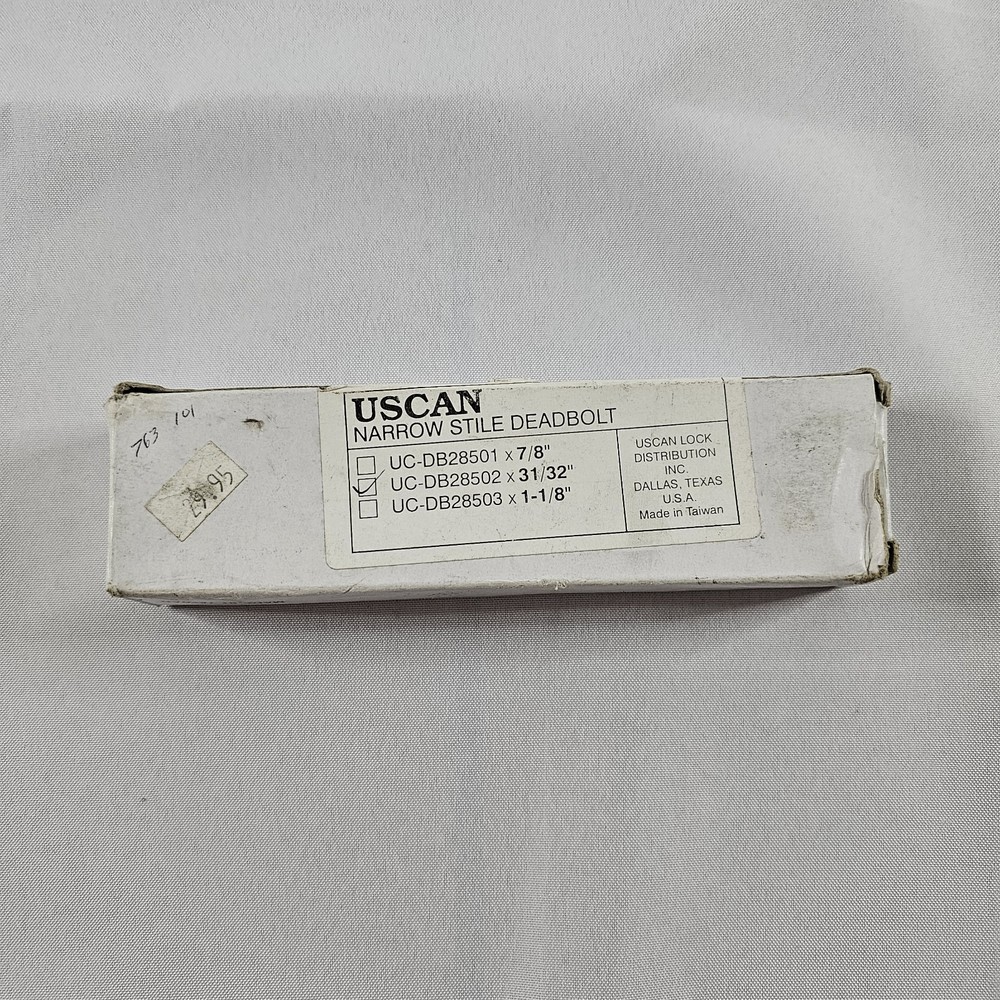 763 101
29.95
USCAN
NARROW STILE DEADBOLT
UC-DB28501 x 7/8"
UC-DB28502 x 31/32"
UC-DB28503 x 1-1/8"
USCAN LOCK
DISTRIBUTION
INC.
DALLAS, TEXAS
U.S.A.
Made in Taiwan